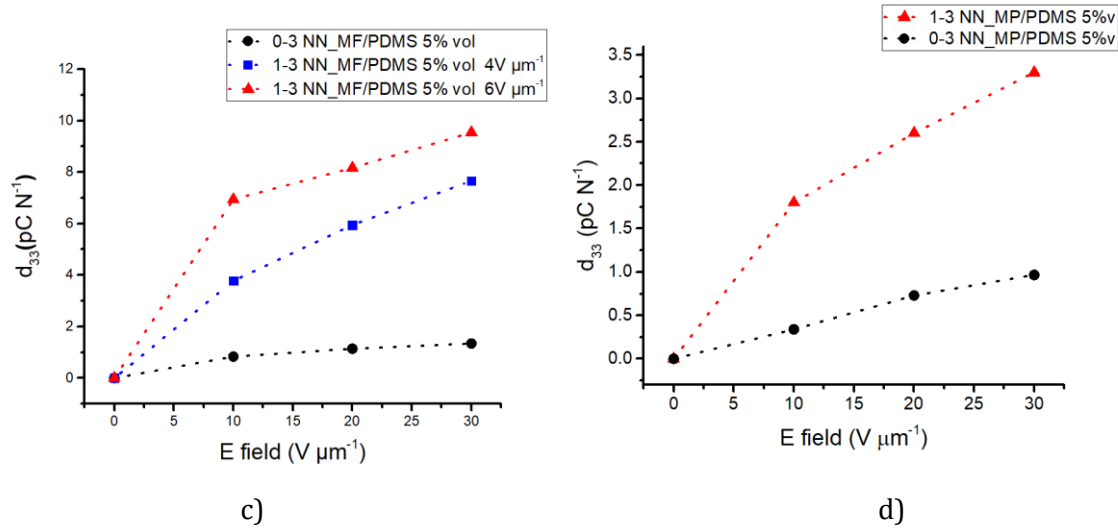 0-3 NN_MF/PDMS 5% vol
1-3 NN_MF/PDMS 5% vol 4V µm⁻¹
1-3 NN_MF/PDMS 5% vol 6V µm⁻¹
12
10
8
6
4
2
0
d₃₃(pC N⁻¹)
0 5 10 15 20 25 30
E field (V µm⁻¹)
c)
1-3 NN_MP/PDMS 5%v
0-3 NN_MP/PDMS 5%v
3.5
3.0
2.5
2.0
1.5
1.0
0.5
0.0
d₃₃ (pC N⁻¹)
0 5 10 15 20 25 30
E field (V µm⁻¹)
d)